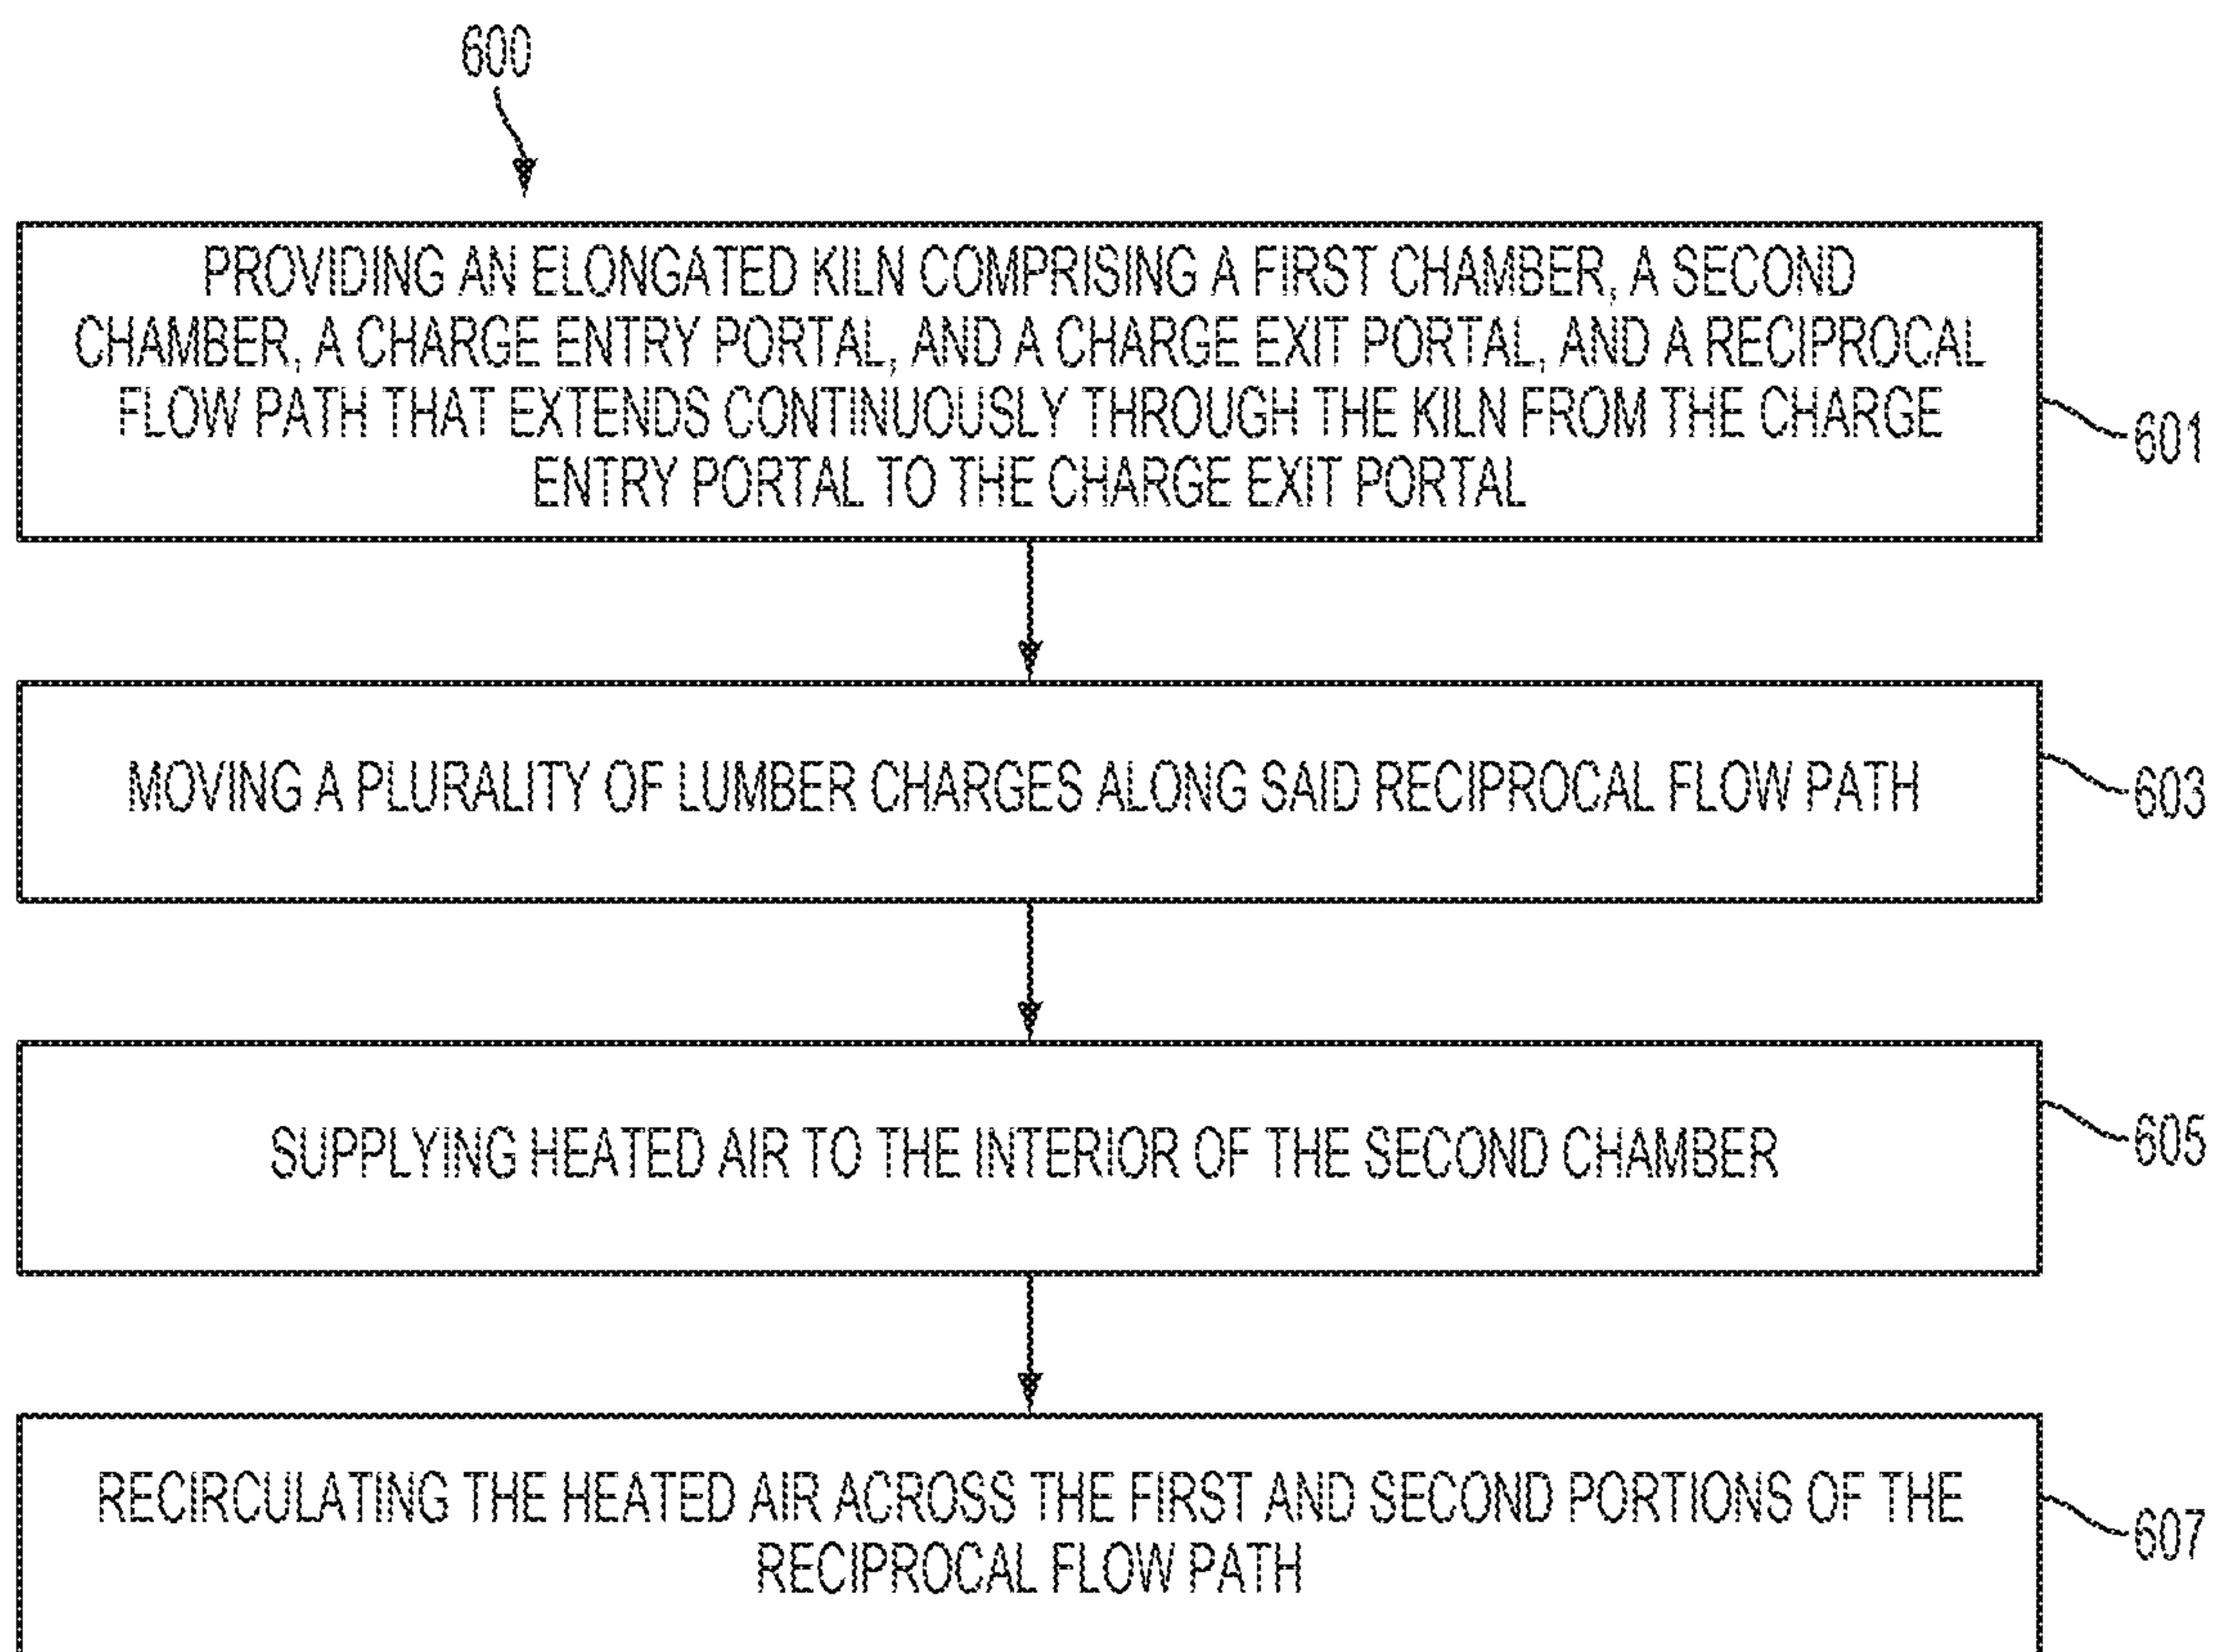 600
PROVIDING AN ELONGATED KILN COMPRISING A FIRST CHAMBER, A SECOND
CHAMBER, A CHARGE ENTRY PORTAL, AND A CHARGE EXIT PORTAL, AND A RECIPROCAL
FLOW PATH THAT EXTENDS CONTINUOUSLY THROUGH THE KILN FROM THE CHARGE
ENTRY PORTAL TO THE CHARGE EXIT PORTAL
601
MOVING A PLURALITY OF LUMBER CHARGES ALONG SAID RECIPROCAL FLOW PATH
603
SUPPLYING HEATED AIR TO THE INTERIOR OF THE SECOND CHAMBER
605
RECIRCULATING THE HEATED AIR ACROSS THE FIRST AND SECOND PORTIONS OF THE
RECIPROCAL FLOW PATH
607